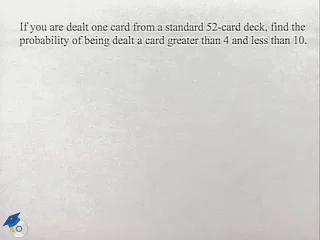 If you are dealt one card from a standard 52-card deck, find the
probability of being dealt a card greater than 4 and less than 10.